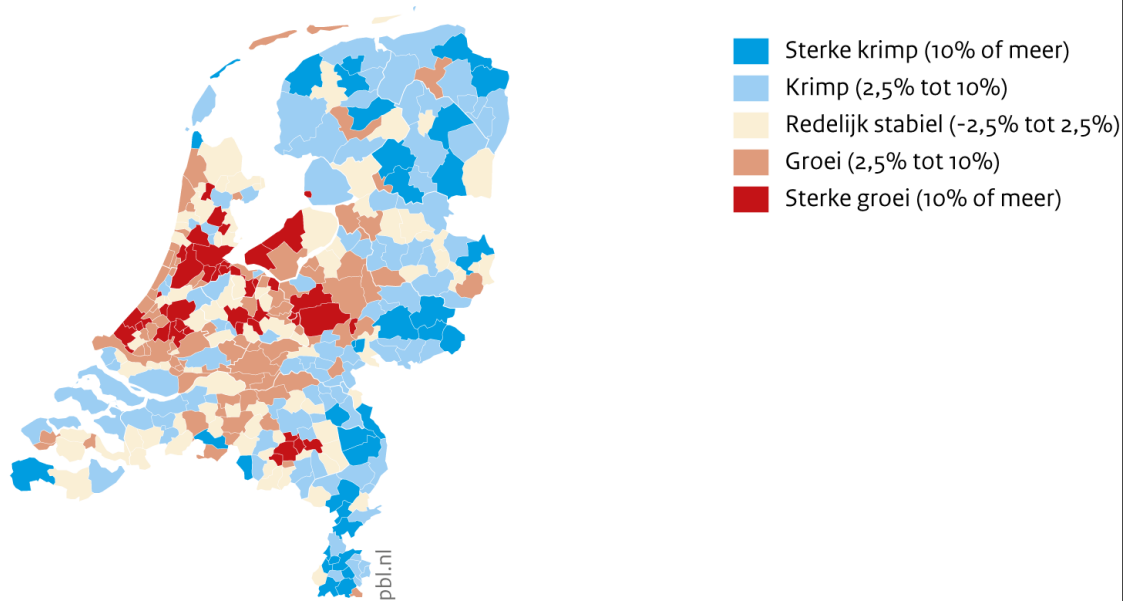 Sterke krimp (10% of meer)
Krimp (2,5% tot 10%)
Redelijk stabiel (-2,5% tot 2,5%)
Groei (2,5% tot 10%)
Sterke groei (10% of meer)
pbl.nl